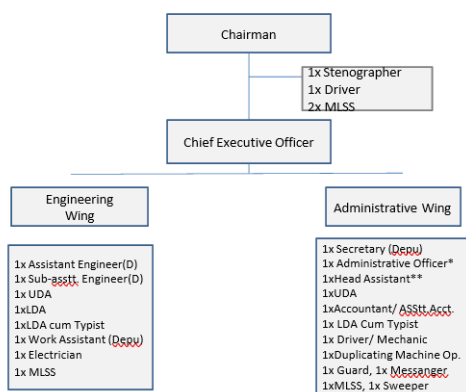 Chairman
1x Stenographer
1x Driver
2x MLSS
Chief Executive Officer
Engineering
Wing
Administrative Wing
1x Assistant Engineer(D)
1x Sub-asstt. Engineer(D)
1x UDA
1xLDA
1xLDA cum Typist
1x Work Assistant (Depu)
1x Electrician
1x MLSS
1x Secretary (Depu)
1x Administrative Officer*
1xHead Assistant**
1xUDA
1xAccountant/ ASStt.Acct.
1x LDA Cum Typist
1x Driver/ Mechanic
1xDuplicating Machine Op.
1x Guard, 1x Messanger
1xMLSS, 1x Sweeper